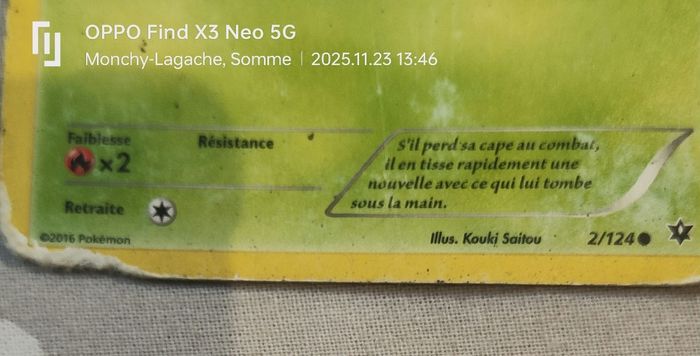 OPPO Find X3 Neo 5G
Monchy-Lagache, Somme | 2025.11.23 13:46
Faiblesse
Résistance
×2
Retraite
S'il perd sa cape au combat,
il en tisse rapidement une
nouvelle avec ce qui lui tombe
sous la main.
©2016 Pokémon
Illus. Kouki Saitou
2/124